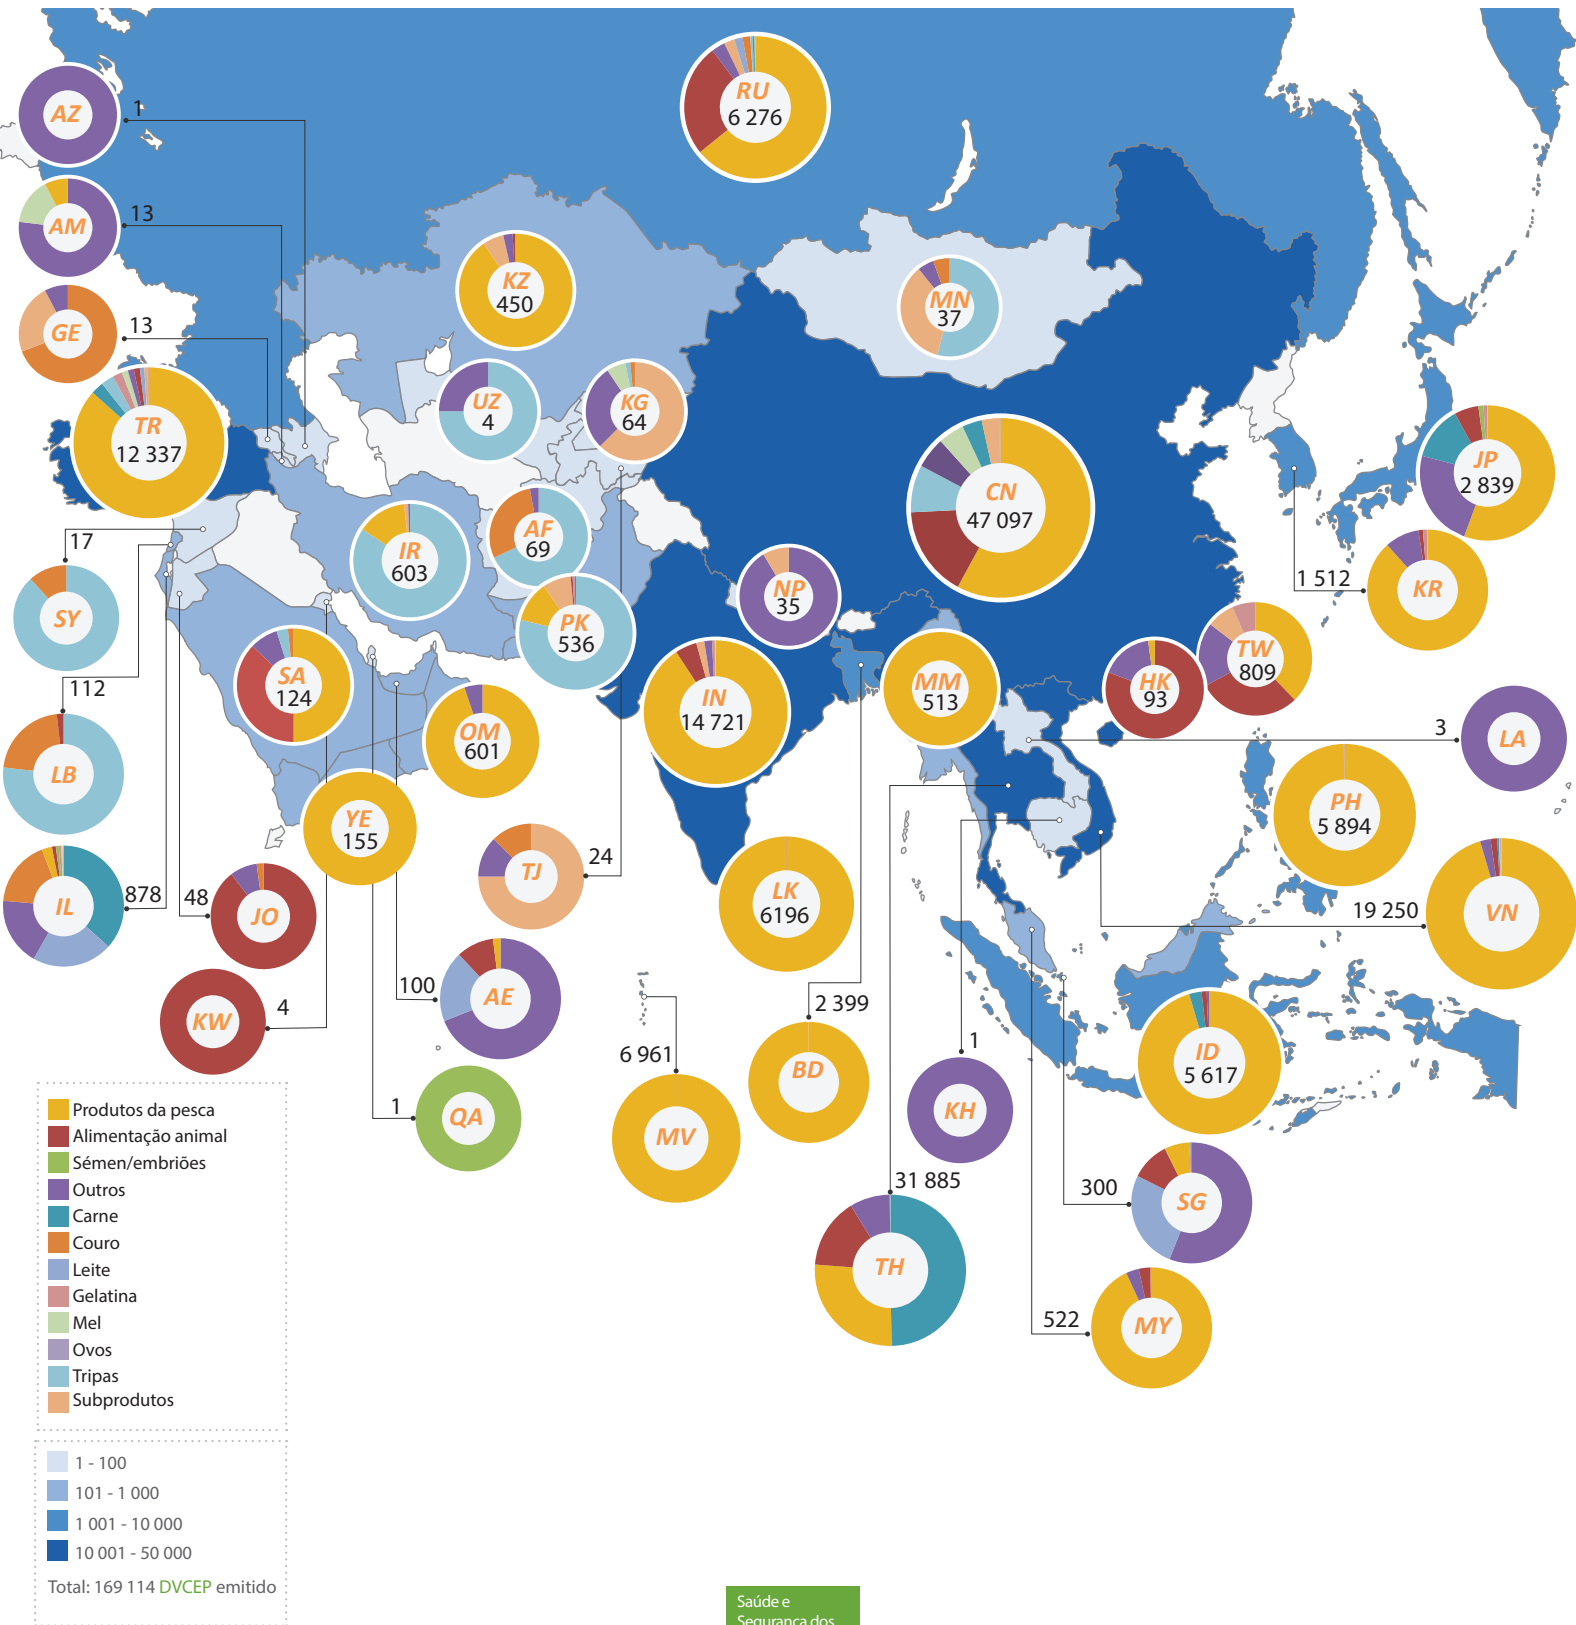 AZ
1
RU
6 276
AM
13
KZ
450
MN
37
GE
13
UZ
4
KG
64
TR
12 337
JP
2 839
CN
47 097
AF
69
IR
603
17
NP
35
1 512
KR
SY
PK
536
TW
809
HK
93
SA
124
112
IN
14 721
MM
513
3
LA
OM
601
LB
PH
5 894
YE
155
TJ
24
LK
6196
IL
878
48
JO
19 250
VN
100
AE
2 399
KW
4
6 961
1
ID
5 617
BD
1
QA
KH
MV
31 885
300
SG
TH
522
MY
Produtos da pesca
Alimentação animal
Sémen/embriões
Outros
Carne
Couro
Leite
Gelatina
Mel
Ovos
Tripas
Subprodutos
1 - 100
101 - 1 000
1 001 - 10 000
10 001 - 50 000
Total: 169 114 DVCEP emitido
Saúde e
Segurança dos